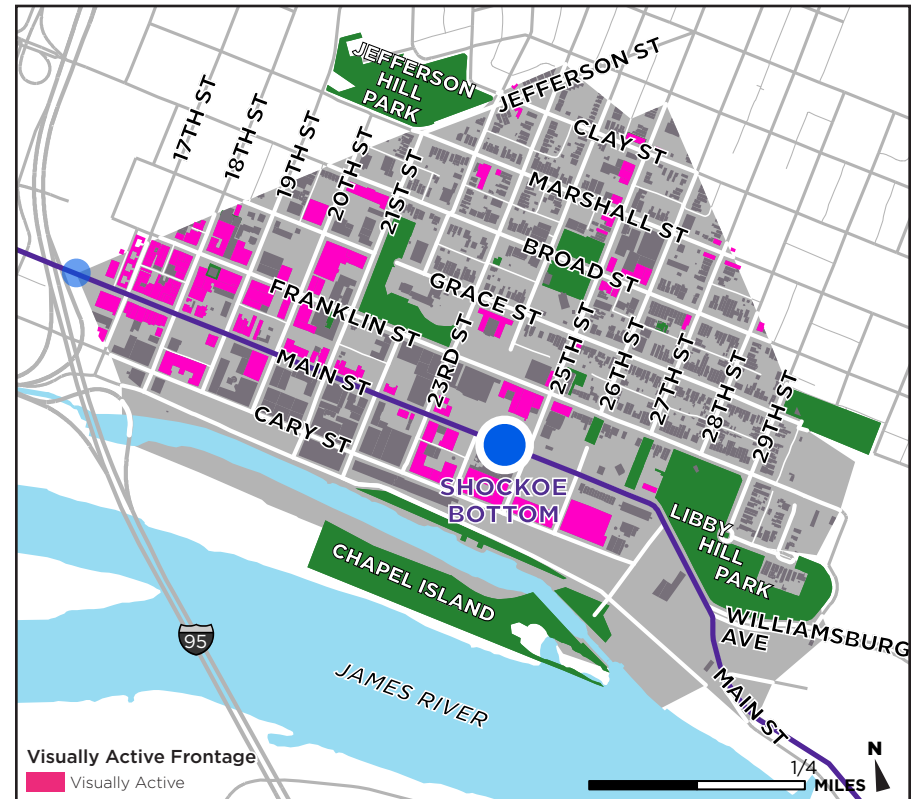 JEFFERSON
HILL
PARK
JEFFERSON ST
17TH ST
18TH ST
19TH ST
20TH ST
21ST ST
CLAY ST
MARSHALL ST
BROAD ST
GRACE ST
FRANKLIN ST
MAIN ST
CARY ST
23RD ST
25TH ST
26TH ST
27TH ST
28TH ST
29TH ST
SHOCKOE
BOTTOM
LIBBY
HILL
PARK
CHAPEL ISLAND
WILLIAMSBURG
AVE
95
JAMES RIVER
MAIN ST
Visually Active Frontage
Visually Active
1/4
MILES
N